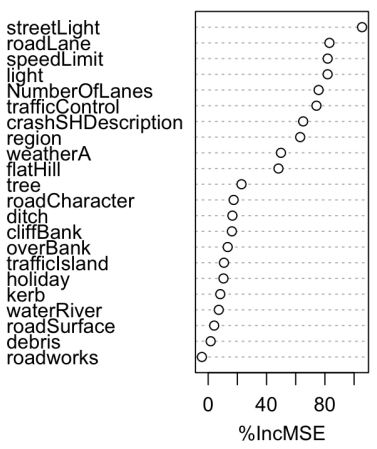 streetLight
roadLane
speedLimit
light
NumberOfLanes
trafficControl
crashSHDescription
region
weatherA
flatHill
tree
roadCharacter
ditch
cliffBank
overBank
trafficIsland
holiday
kerb
waterRiver
roadSurface
debris
roadworks
0 40 80
%IncMSE